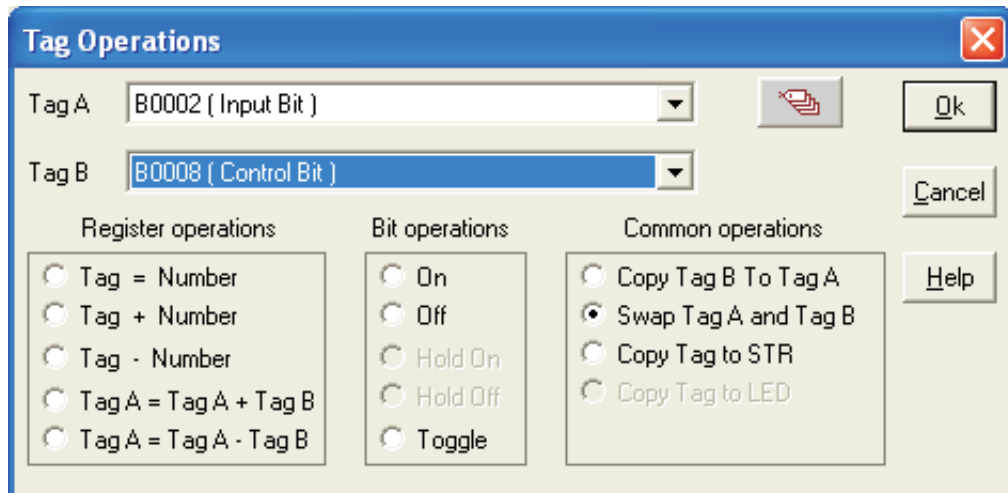 Tag Operations
Tag A B0002 ( Input Bit )
Ok
Tag B B0008 ( Control Bit )
Cancel
Register operations
Tag = Number
Tag + Number
Tag - Number
Tag A = Tag A + Tag B
Tag A = Tag A - Tag B
Bit operations
On
Off
Hold On
Hold Off
Toggle
Common operations
Copy Tag B To Tag A
Swap Tag A and Tag B
Copy Tag to STR
Copy Tag to LED
Help